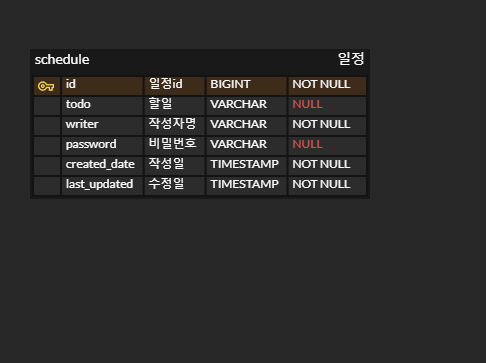 schedule 일정
id 일정id BIGINT NOT NULL
todo 할일 VARCHAR NULL
writer 작성자명 VARCHAR NOT NULL
password 비밀번호 VARCHAR NULL
created_date 작성일 TIMESTAMP NOT NULL
last_updated 수정일 TIMESTAMP NOT NULL